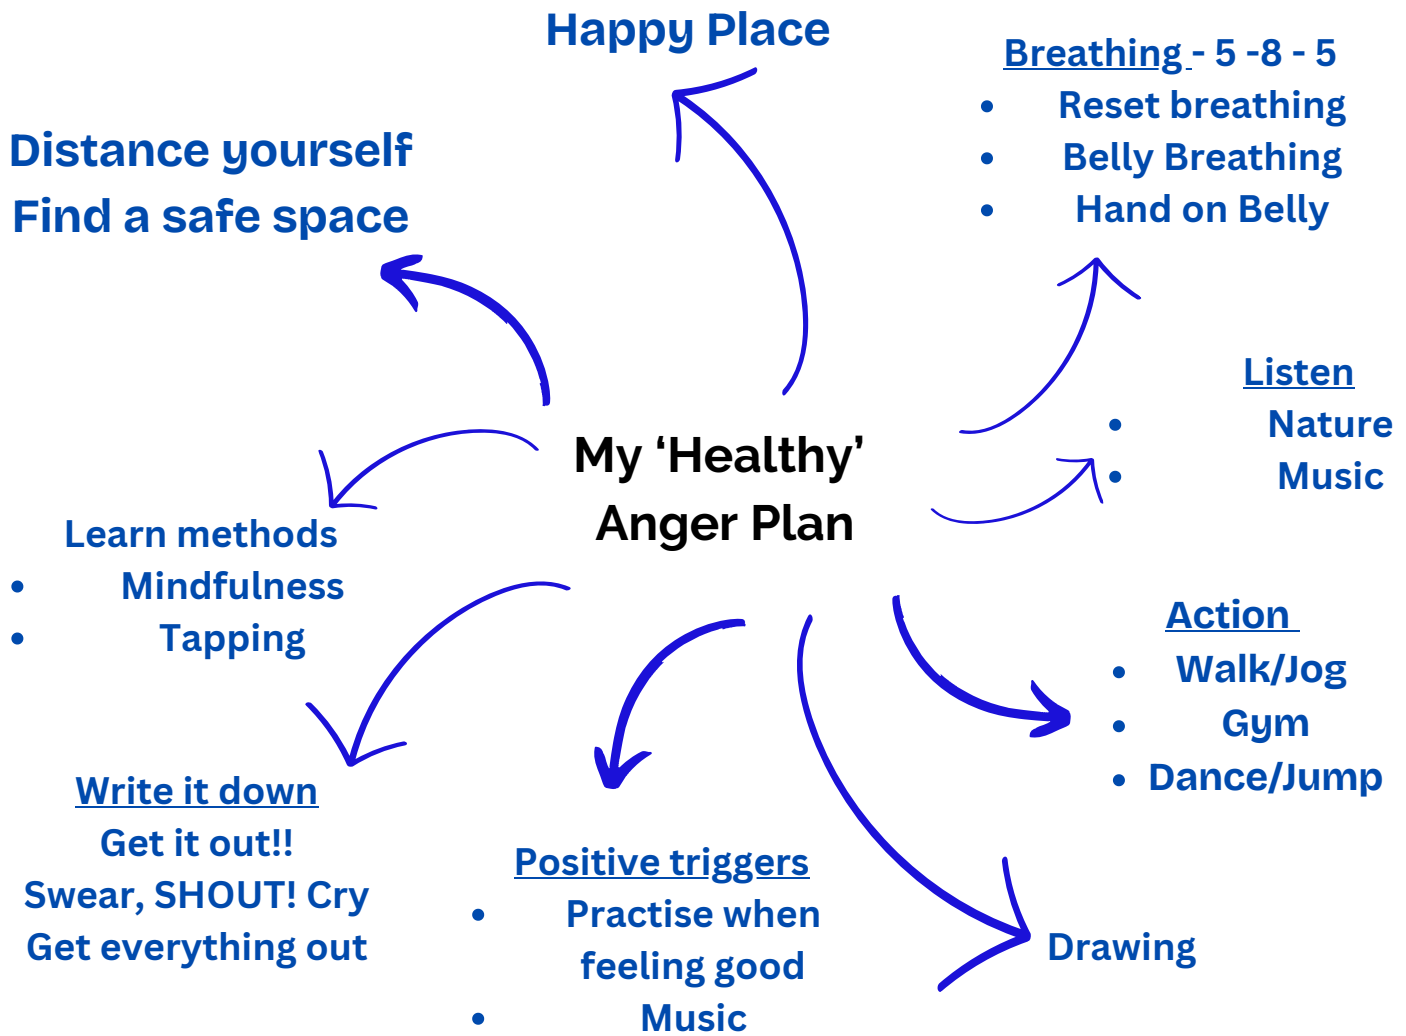 Happy Place
Breathing - 5 -8 - 5
• Reset breathing
• Belly Breathing
• Hand on Belly
Distance yourself
Find a safe space
Listen
• Nature
• Music
My ‘Healthy’
Anger Plan
Learn methods
• Mindfulness
• Tapping
Action
• Walk/Jog
• Gym
• Dance/Jump
Write it down
Get it out!!
Swear, SHOUT! Cry
Get everything out
Positive triggers
• Practise when
feeling good
• Music
Drawing